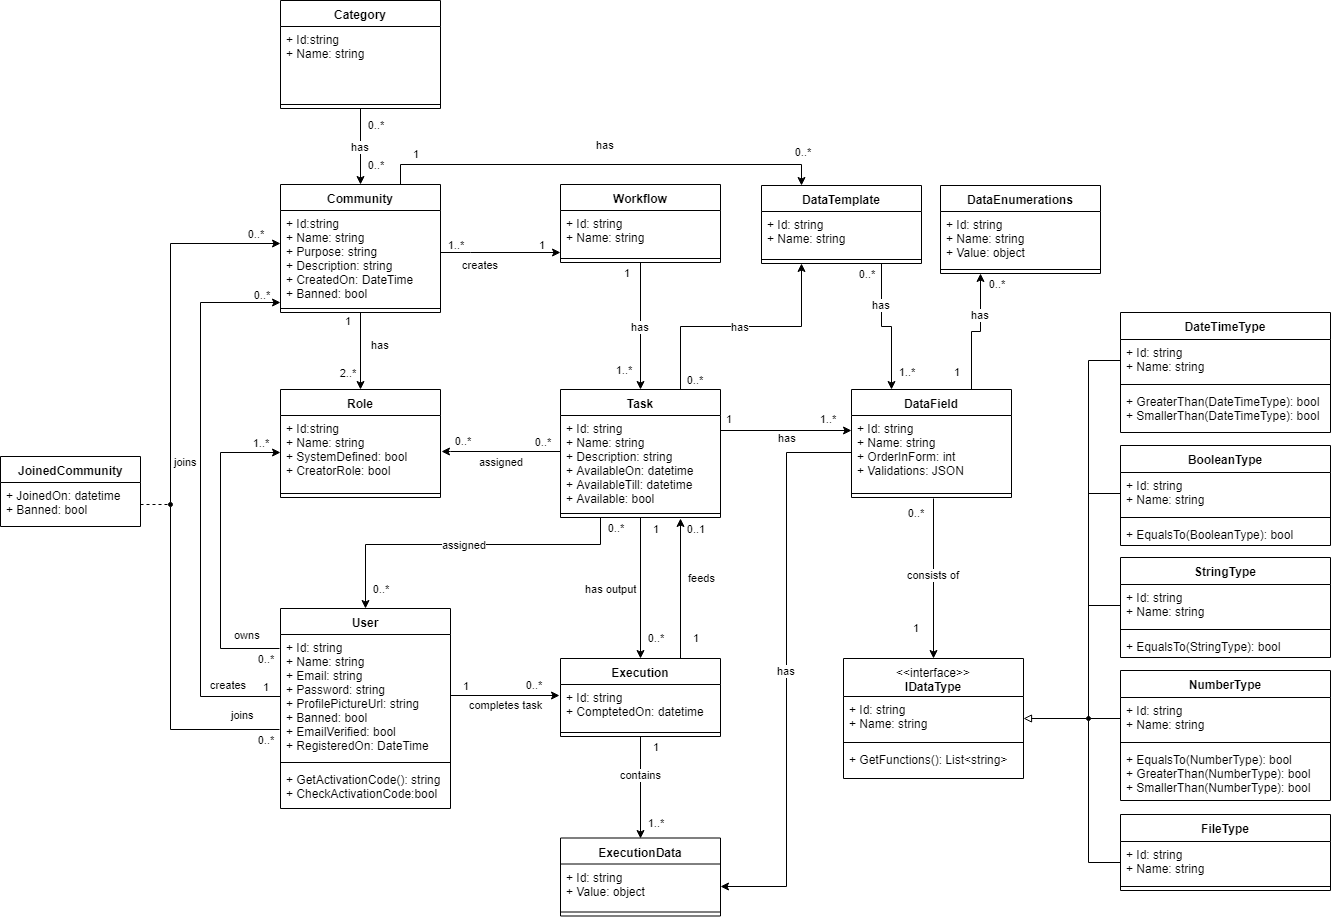 Category
+ Id:string
+ Name: string
0..*
has
0..*
1
has
0..*
Community
+ Id:string
+ Name: string
+ Purpose: string
+ Description: string
+ CreatedOn: DateTime
+ Banned: bool
0..*
0..*
1..*
creates
1
Workflow
+ Id: string
+ Name: string
DataTemplate
+ Id: string
+ Name: string
DataEnumerations
+ Id: string
+ Name: string
+ Value: object
1
has
2..*
1
has
1..*
has
0..*
0..*
has
1..*
0..*
has
1
Role
+ Id:string
+ Name: string
+ SystemDefined: bool
+ CreatorRole: bool
1..*
0..*
assigned
0..*
Task
+ Id: string
+ Name: string
+ Description: string
+ AvailableOn: datetime
+ AvailableTill: datetime
+ Available: bool
1
has
1..*
DataField
+ Id: string
+ Name: string
+ OrderInForm: int
+ Validations: JSON
JoinedCommunity
+ JoinedOn: datetime
+ Banned: bool
joins
0..*
assigned
0..*
1
has output
0..*
0..1
feeds
1
0..*
consists of
1
has
User
+ Id: string
+ Name: string
+ Email: string
+ Password: string
+ ProfilePictureUrl: string
+ Banned: bool
+ EmailVerified: bool
+ RegisteredOn: DateTime
+ GetActivationCode(): string
+ CheckActivationCode:bool
owns
0..*
creates
1
joins
0..*
1
completes task
0..*
Execution
+ Id: string
+ ComptetedOn: datetime
1
contains
1..*
ExecutionData
+ Id: string
+ Value: object
<<interface>>
IDataType
+ Id: string
+ Name: string
+ GetFunctions(): List<string>
DateTimeType
+ Id: string
+ Name: string
+ GreaterThan(DateTimeType): bool
+ SmallerThan(DateTimeType): bool
BooleanType
+ Id: string
+ Name: string
+ EqualsTo(BooleanType): bool
StringType
+ Id: string
+ Name: string
+ EqualsTo(StringType): bool
NumberType
+ Id: string
+ Name: string
+ EqualsTo(NumberType): bool
+ GreaterThan(NumberType): bool
+ SmallerThan(NumberType): bool
FileType
+ Id: string
+ Name: string